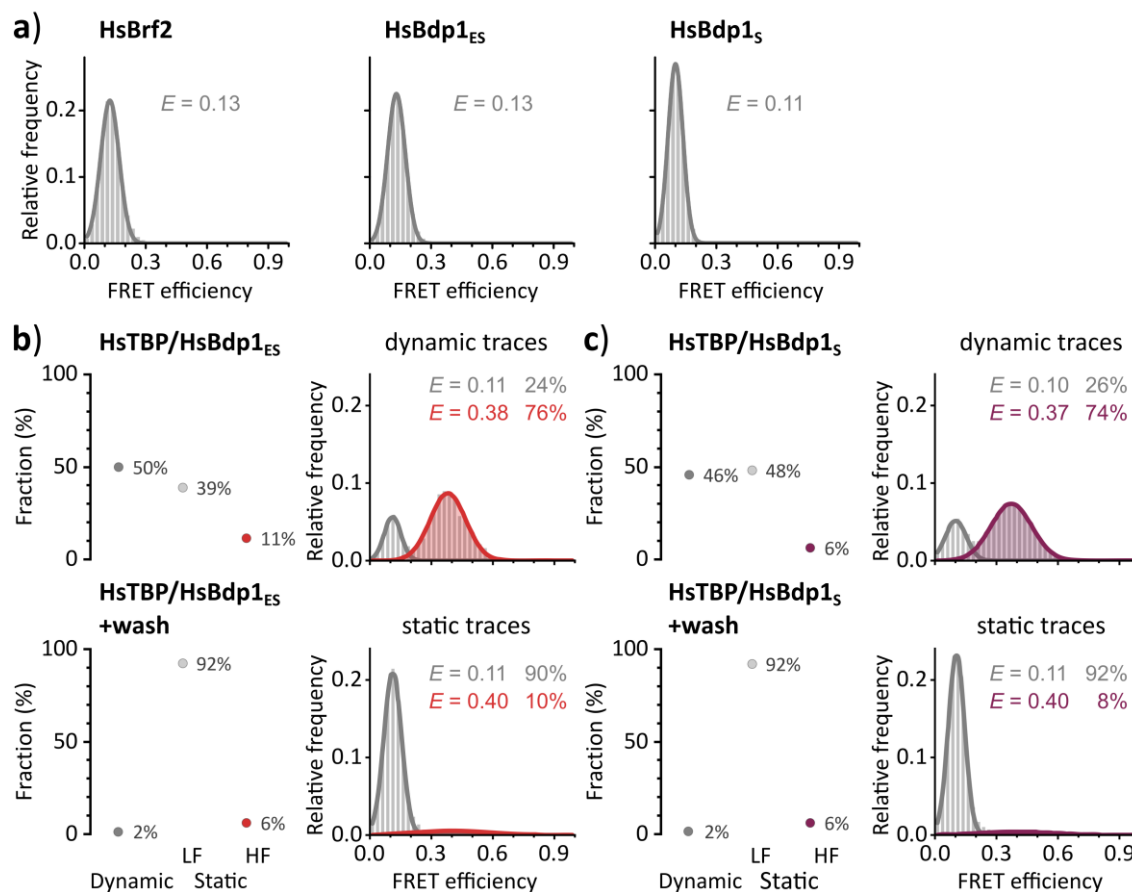 a) HsBrf2 HsBdp1ES HsBdp1S
Relative frequency
0.2
0.1
0.0
E = 0.13
E = 0.13
E = 0.11
0.0 0.3 0.6 0.9 0.0 0.3 0.6 0.9 0.0 0.3 0.6 0.9
FRET efficiency FRET efficiency FRET efficiency
b) HsTBP/HsBdp1ES dynamic traces
Fraction (%)
100
50
0
50%
39%
11%
Relative frequency
0.2
0.1
0.0
E = 0.11 24%
E = 0.38 76%
HsTBP/HsBdp1ES
+wash
static traces
Fraction (%)
100
50
0
92%
2%
6%
LF HF
Dynamic Static
Relative frequency
0.2
0.1
0.0
E = 0.11 90%
E = 0.40 10%
0.0 0.3 0.6 0.9
FRET efficiency
c) HsTBP/HsBdp1S dynamic traces
Fraction (%)
100
50
0
46%
48%
6%
Relative frequency
0.2
0.1
0.0
E = 0.10 26%
E = 0.37 74%
HsTBP/HsBdp1S
+wash
static traces
Fraction (%)
100
50
0
92%
2%
6%
LF HF
Dynamic Static
Relative frequency
0.2
0.1
0.0
E = 0.11 92%
E = 0.40 8%
0.0 0.3 0.6 0.9
FRET efficiency